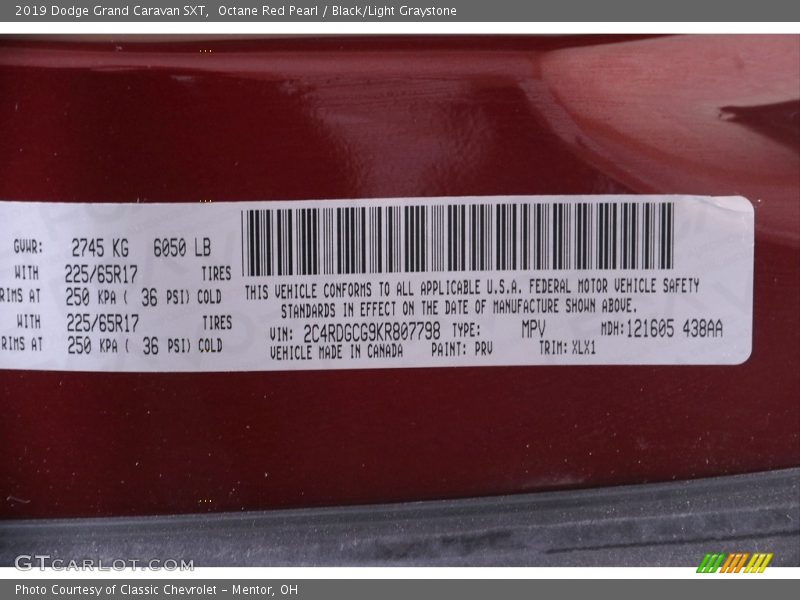 2019 Dodge Grand Caravan SXT,  Octane Red Pearl / Black/Light Graystone
GVWR: 2745 KG 6050 LB
WITH 225/65R17 TIRES
RIMS AT 250 KPA ( 36 PSI) COLD
WITH 225/65R17 TIRES
RIMS AT 250 KPA ( 36 PSI) COLD
THIS VEHICLE CONFORMS TO ALL APPLICABLE U.S.A. FEDERAL MOTOR VEHICLE SAFETY
STANDARDS IN EFFECT ON THE DATE OF MANUFACTURE SHOWN ABOVE.
VIN: 2C4RDGCG9KR807798 TYPE: MPV MDH:121605 438AA
VEHICLE MADE IN CANADA PAINT: PRV TRIM:XLX1
GTCARLOT.COM
Photo Courtesy of Classic Chevrolet - Mentor, OH